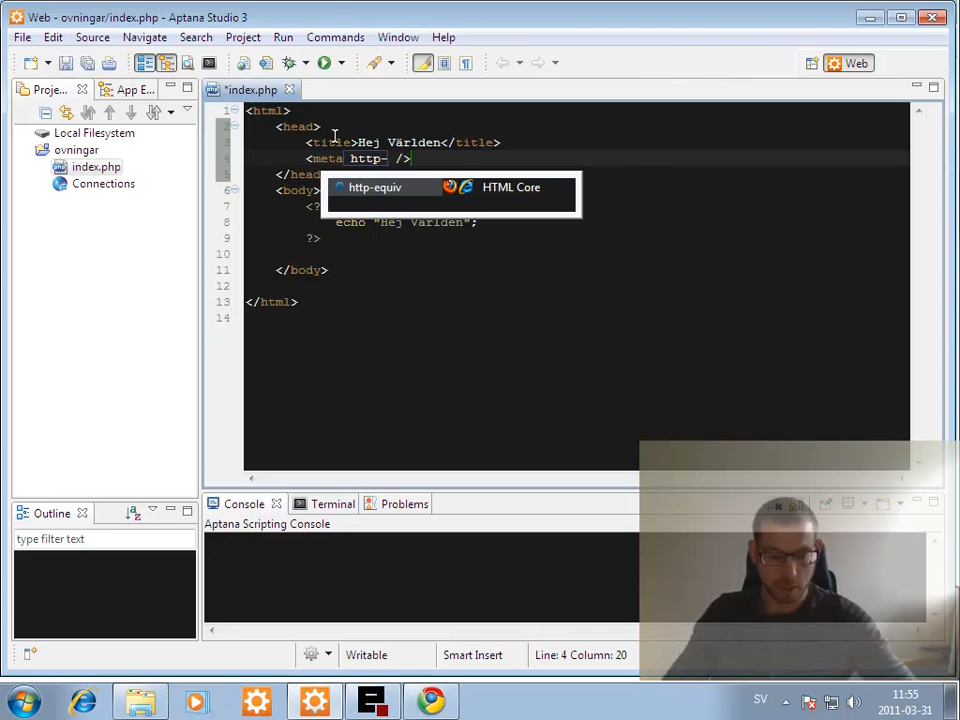 Web - ovningar/index.php - Aptana Studio 3
File Edit Source Navigate Search Project Run Commands Window Help
Web
Proje... App E... *index.php
Local Filesystem
ovningar
index.php
Connections
1 <html>
2 <head>
3 <title>Hej Världen</title>
4 <meta http- />
5 </head
6 <body>
http-equiv HTML Core
7 <?
8 echo "Hej Världen";
9 ?>
10
11 </body>
12
13 </html>
14
Outline
type filter text
Console Terminal Problems
Aptana Scripting Console
Writable Smart Insert Line: 4 Column: 20
SV
11:55
2011-03-31